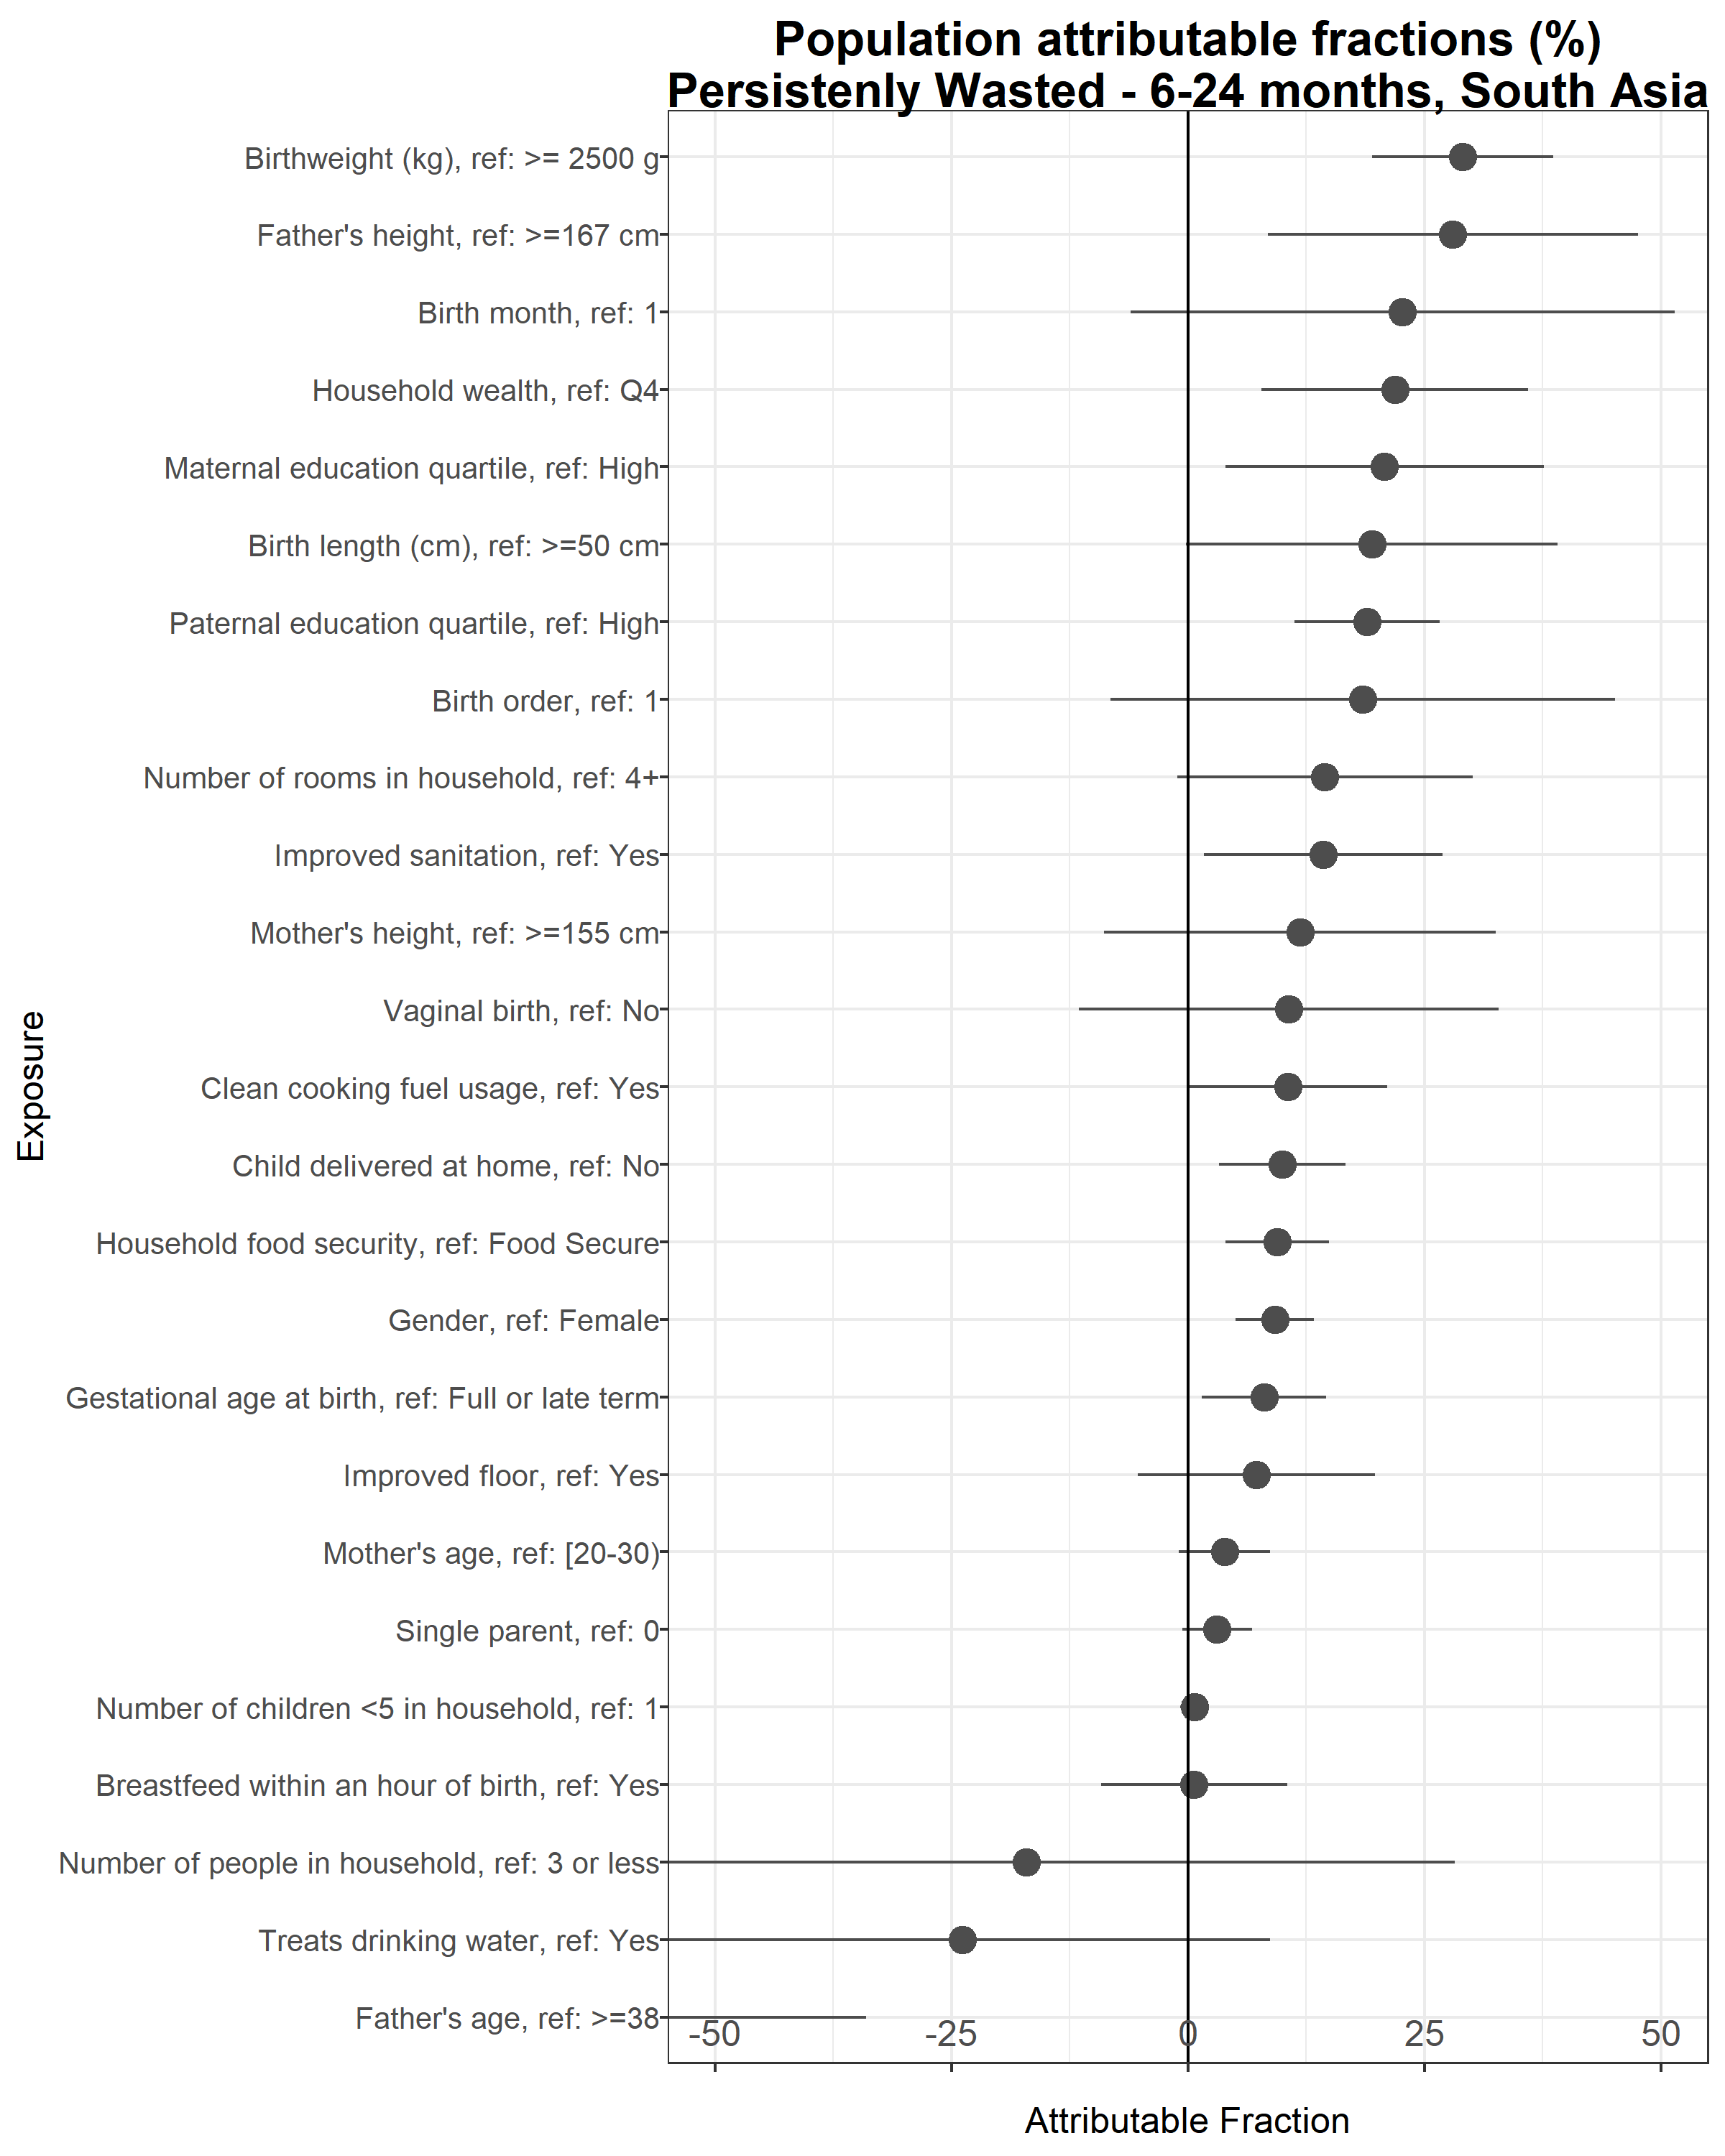 Population attributable fractions (%)
Persistenly Wasted - 6-24 months, South Asia
Birthweight (kg), ref: >= 2500 g
Father's height, ref: >=167 cm
Birth month, ref: 1
Household wealth, ref: Q4
Maternal education quartile, ref: High
Birth length (cm), ref: >=50 cm
Paternal education quartile, ref: High
Birth order, ref: 1
Number of rooms in household, ref: 4+
Improved sanitation, ref: Yes
Mother's height, ref: >=155 cm
Vaginal birth, ref: No
Clean cooking fuel usage, ref: Yes
Child delivered at home, ref: No
Household food security, ref: Food Secure
Gender, ref: Female
Gestational age at birth, ref: Full or late term
Improved floor, ref: Yes
Mother's age, ref: [20-30)
Single parent, ref: 0
Number of children <5 in household, ref: 1
Breastfeed within an hour of birth, ref: Yes
Number of people in household, ref: 3 or less
Treats drinking water, ref: Yes
Father's age, ref: >=38
Exposure
-50 -25 0 25 50
Attributable Fraction